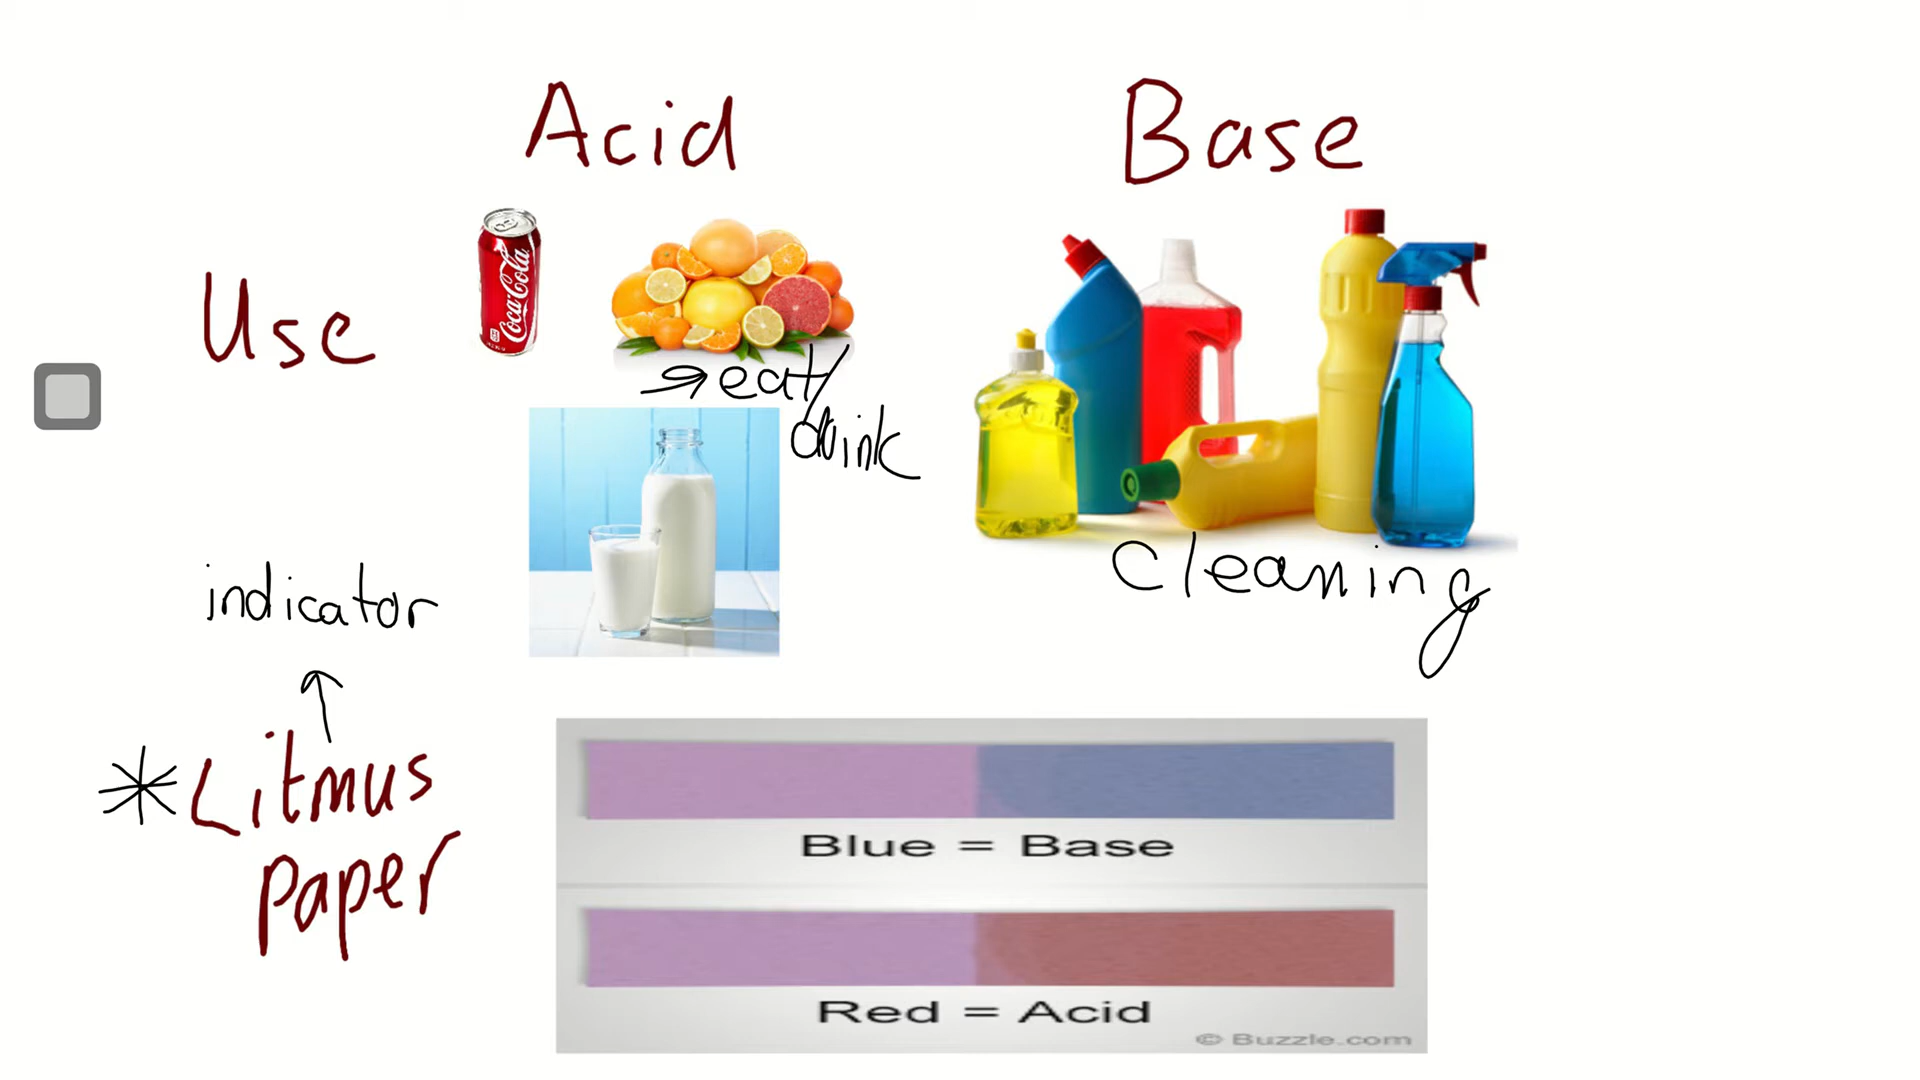 Acid Base
Use
Coca-Cola
eat/
drink
cleaning
indicator
*Litmus
paper
Blue = Base
Red = Acid
© Buzzle.com